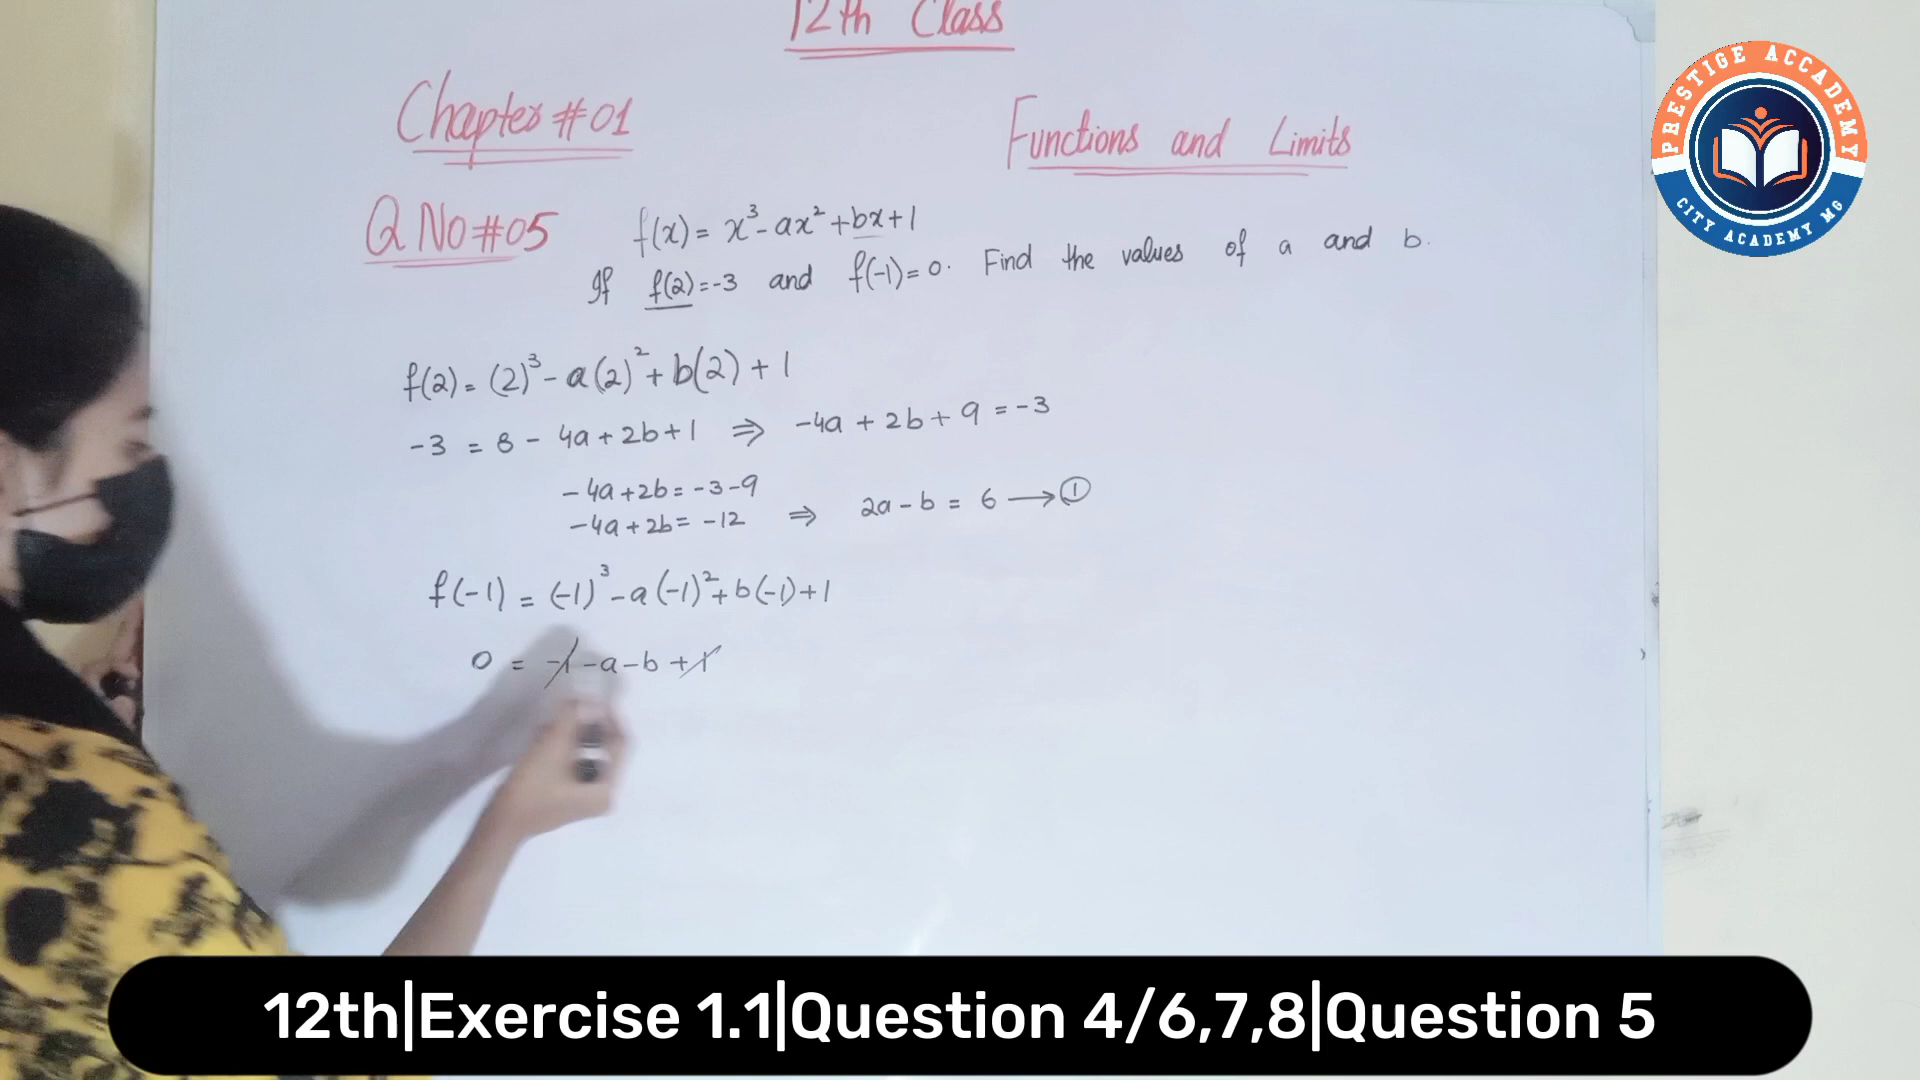 12th Class
Chapter #01
Functions and Limits
Q No #05
f(x) = x³ - ax² + bx + 1
If f(2) = -3 and f(-1) = 0. Find the values of a and b.
f(2) = (2)³ - a(2)² + b(2) + 1
-3 = 8 - 4a + 2b + 1 ⇒ -4a + 2b + 9 = -3
-4a + 2b = -3 - 9
-4a + 2b = -12 ⇒ 2a - b = 6 → ①
f(-1) = (-1)³ - a(-1)² + b(-1) + 1
0 = -1 - a - b + 1
PRESTIGE ACCADEMY
CITY ACADEMY MG
12th|Exercise 1.1|Question 4/6,7,8|Question 5